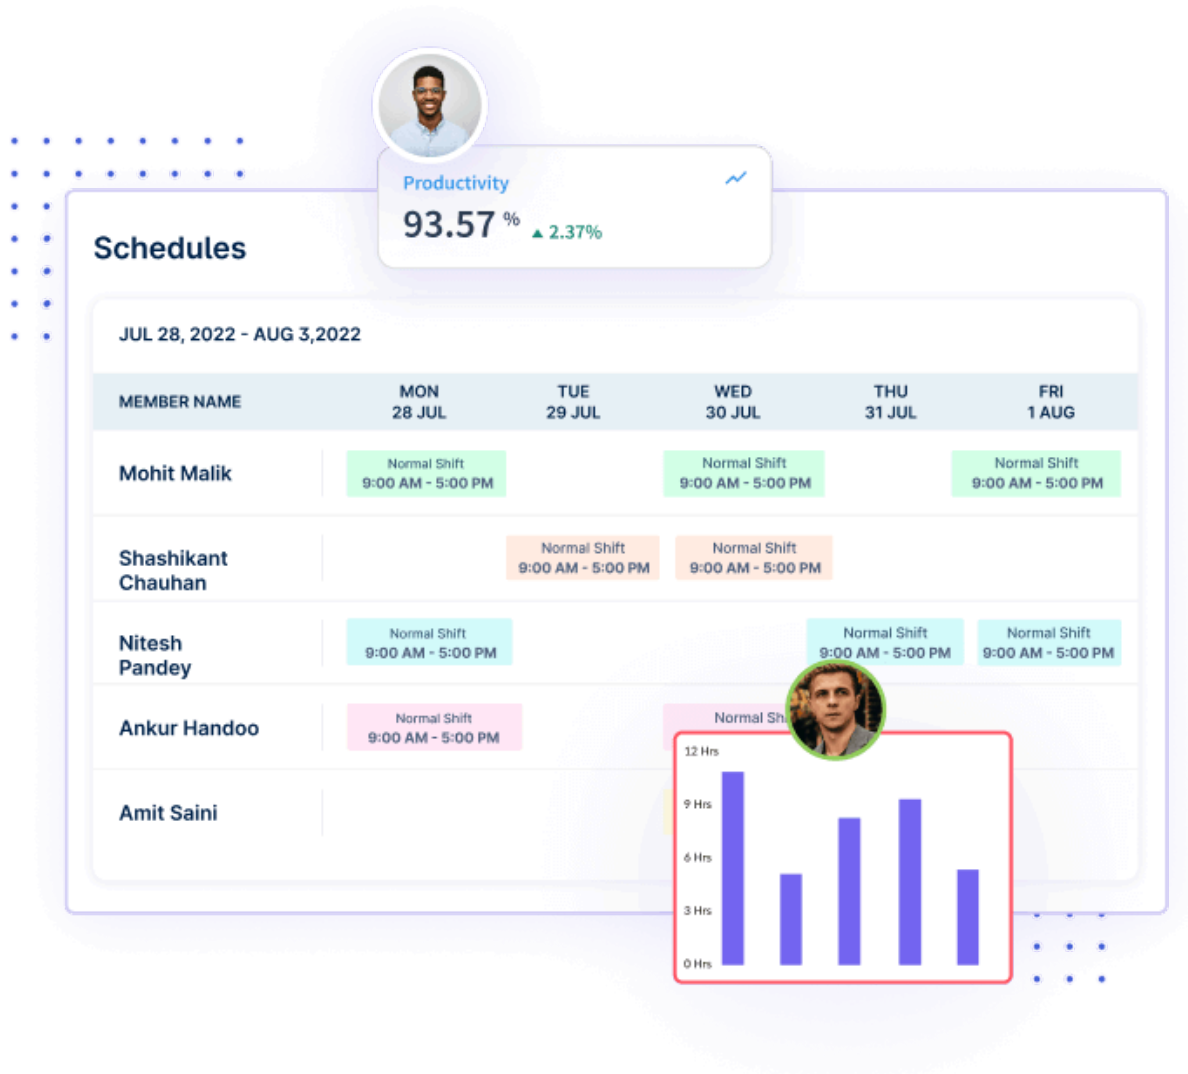 Productivity
93.57 % ▲ 2.37%
Schedules
JUL 28, 2022 - AUG 3,2022
MEMBER NAME
MON TUE WED THU FRI
28 JUL 29 JUL 30 JUL 31 JUL 1 AUG
Mohit Malik
Normal Shift Normal Shift Normal Shift
9:00 AM - 5:00 PM 9:00 AM - 5:00 PM 9:00 AM - 5:00 PM
Shashikant
Chauhan
Normal Shift Normal Shift
9:00 AM - 5:00 PM 9:00 AM - 5:00 PM
Nitesh
Pandey
Normal Shift Normal Shift Normal Shift
9:00 AM - 5:00 PM 9:00 AM - 5:00 PM 9:00 AM - 5:00 PM
Ankur Handoo
Normal Shift Normal Sh
9:00 AM - 5:00 PM
Amit Saini
12 Hrs
9 Hrs
6 Hrs
3 Hrs
0 Hrs